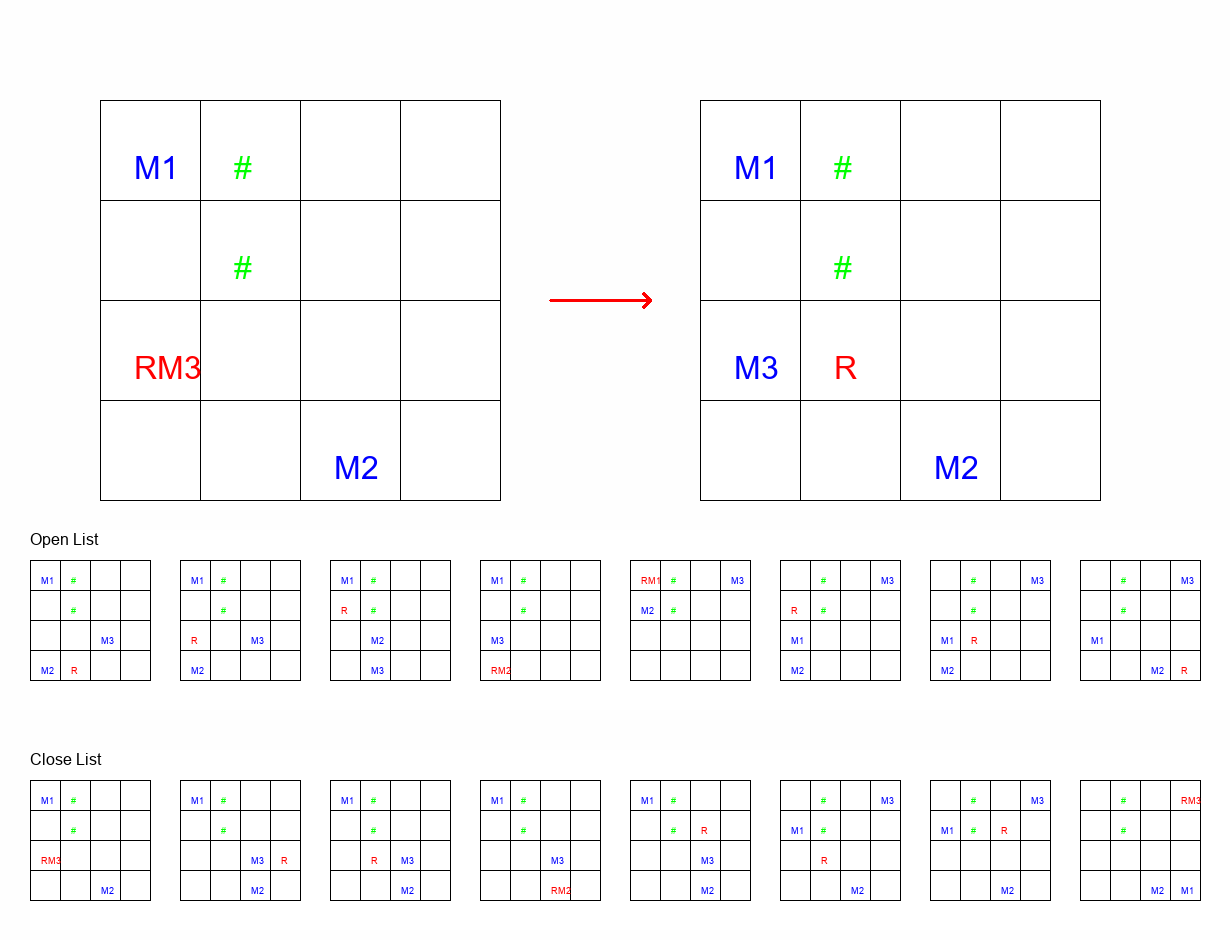 M1 # M1 #
# #
RM3 M3 R
M2 M2
Open List
M1 # M1 # M1 # M1 # RM1 # M3 # M3 # M3 # M3
# # R # # M2 # R # # #
M3 R M3 M2 M3 M1 M1 R M1
M2 R M2 M3 RM2 M2 M2 M2 R
Close List
M1 # M1 # M1 # M1 # M1 # # M3 # M3 # RM3
# # # # # R M1 # M1 # R #
RM3 M3 R R M3 M3 M3 R
M2 M2 M2 RM2 M2 M2 M2 M2 M1